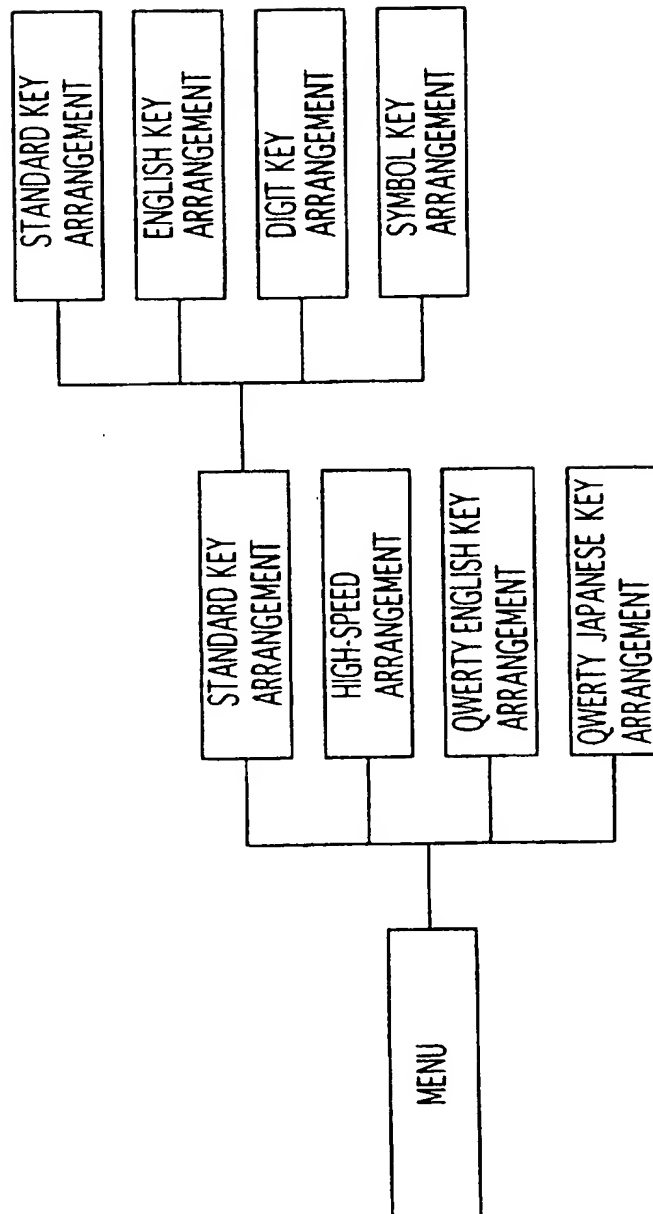 MENU
STANDARD KEY
ARRANGEMENT
HIGH-SPEED
ARRANGEMENT
QWERTY ENGLISH KEY
ARRANGEMENT
QWERTY JAPANESE KEY
ARRANGEMENT
STANDARD KEY
ARRANGEMENT
ENGLISH KEY
ARRANGEMENT
DIGIT KEY
ARRANGEMENT
SYMBOL KEY
ARRANGEMENT